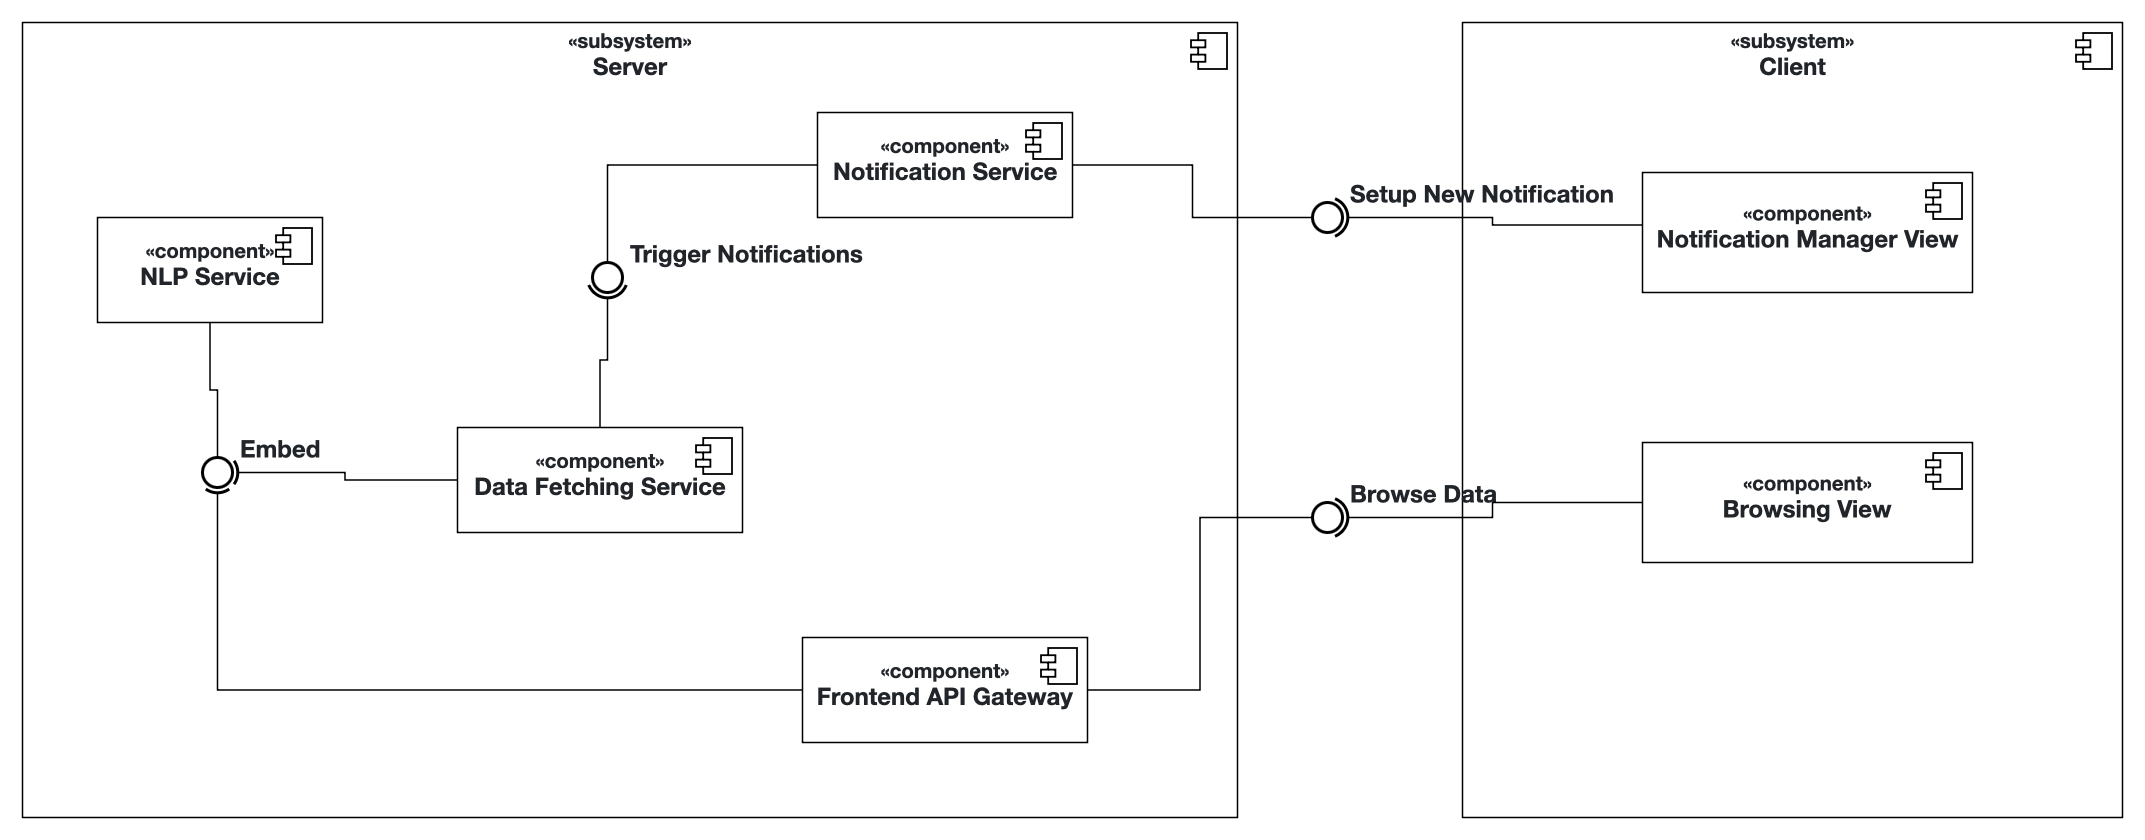 «subsystem»
Server
«subsystem»
Client
«component»
Notification Service
Setup New Notification
«component»
Notification Manager View
«component»
NLP Service
Trigger Notifications
Embed
«component»
Data Fetching Service
Browse Data
«component»
Browsing View
«component»
Frontend API Gateway